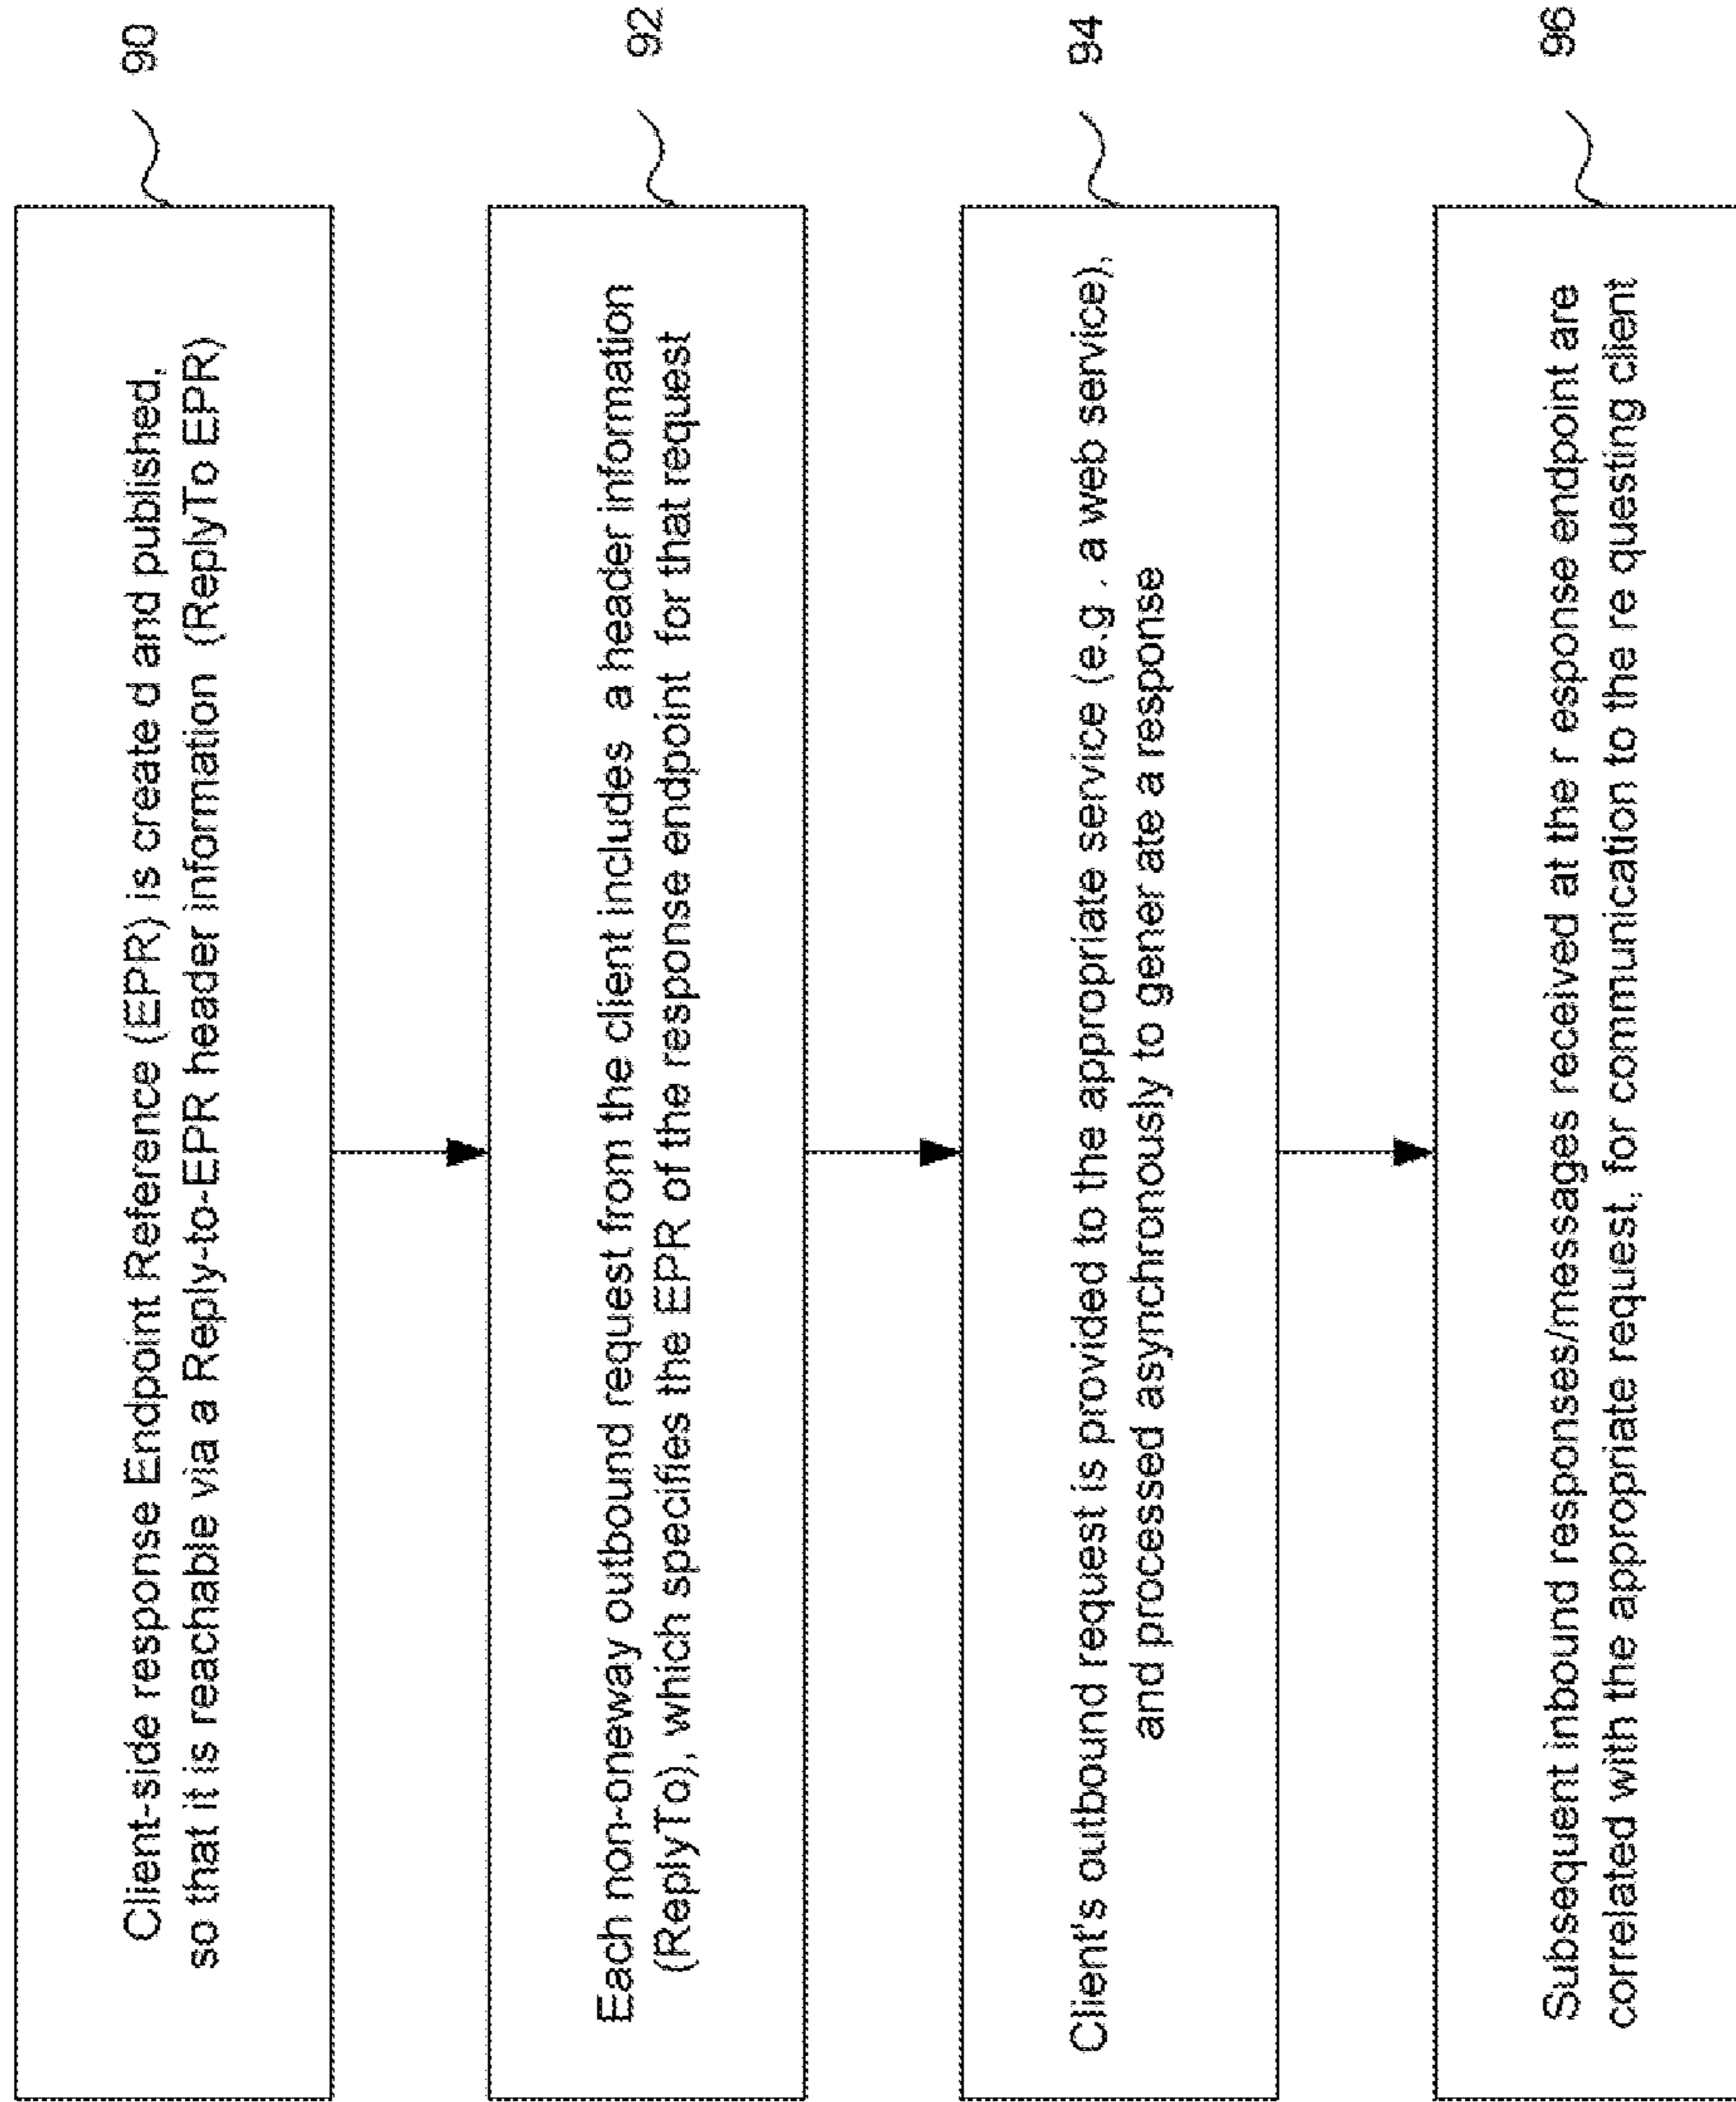 Client-side response Endpoint Reference (EPR) is create d and published,
so that it is reachable via a Reply-to-EPR header information (ReplyTo EPR)
90
Each non-oneway outbound request from the client includes a header information
(ReplyTo), which specifies the EPR of the response endpoint for that request
92
Client's outbound request is provided to the appropriate service (e.g . a web service),
and processed asynchronously to gener ate a response
94
Subsequent inbound responses/messages received at the r esponse endpoint are
correlated with the appropriate request, for communication to the re questing client
96